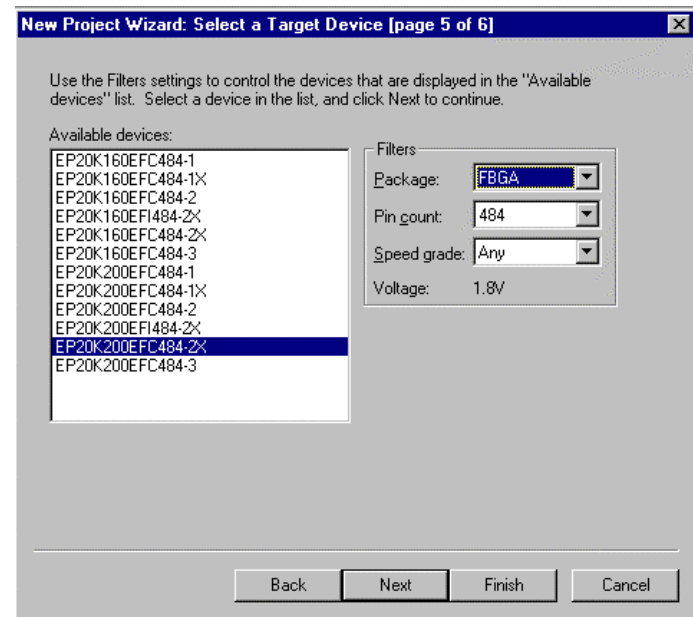 New Project Wizard: Select a Target Device [page 5 of 6]
Use the Filters settings to control the devices that are displayed in the "Available
devices" list. Select a device in the list, and click Next to continue.
Available devices:
EP20K160EFC484-1
EP20K160EFC484-1X
EP20K160EFC484-2
EP20K160EFI484-2X
EP20K160EFC484-2X
EP20K160EFC484-3
EP20K200EFC484-1
EP20K200EFC484-1X
EP20K200EFC484-2
EP20K200EFI484-2X
EP20K200EFC484-2X
EP20K200EFC484-3
Filters
Package: FBGA
Pin count: 484
Speed grade: Any
Voltage: 1.8V
Back Next Finish Cancel